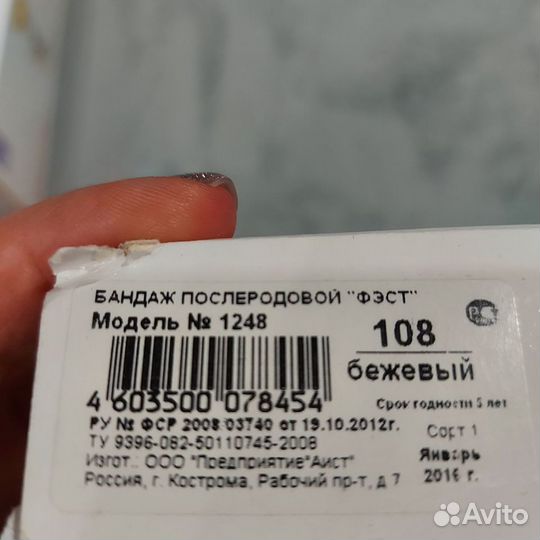 БАНДАЖ ПОСЛЕРОДОВОЙ "ФЭСТ"
Модель № 1248
108
бежевый
4 603500 078454
Срок годности 5 лет
РУ № ФСР 2008/03740 от 19.10.2012г.
Сорт 1
ТУ 9396-082-50110745-2008
Январь
Изгот.: ООО "Предприятие"Аист"
2016 г.
Россия, г. Кострома, Рабочий пр-т, д.7
Avito